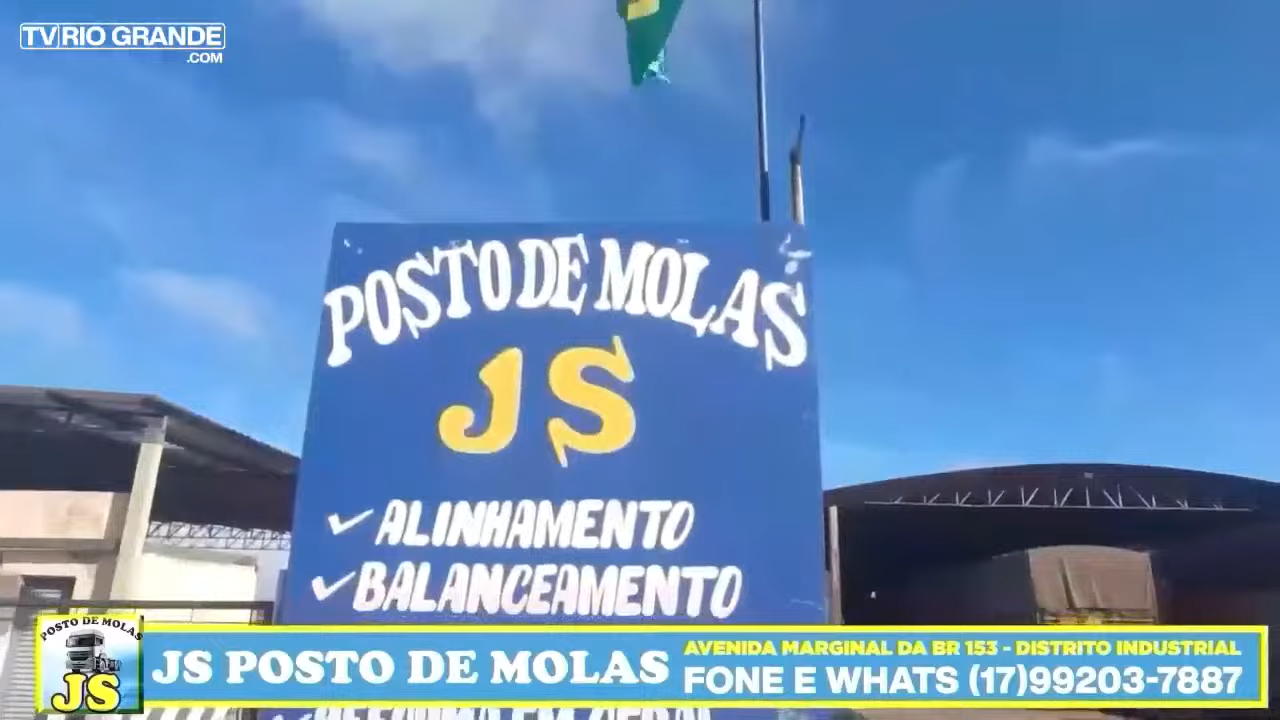 TV RIO GRANDE
.COM
POSTO DE MOLAS
JS
ALINHAMENTO
BALANCEAMENTO
POSTO DE MOLAS
JS
JS POSTO DE MOLAS
AVENIDA MARGINAL DA BR 153 - DISTRITO INDUSTRIAL
FONE E WHATS (17)99203-7887